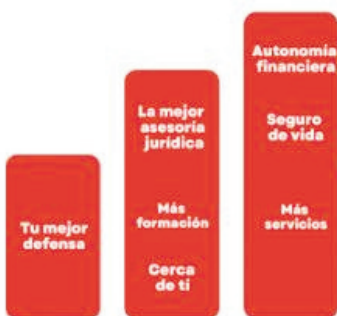 Tu mejor
defensa
La mejor
asesoría
jurídica
Más
formación
Cerca
de ti
Autonomía
financiera
Seguro
de vida
Más
servicios